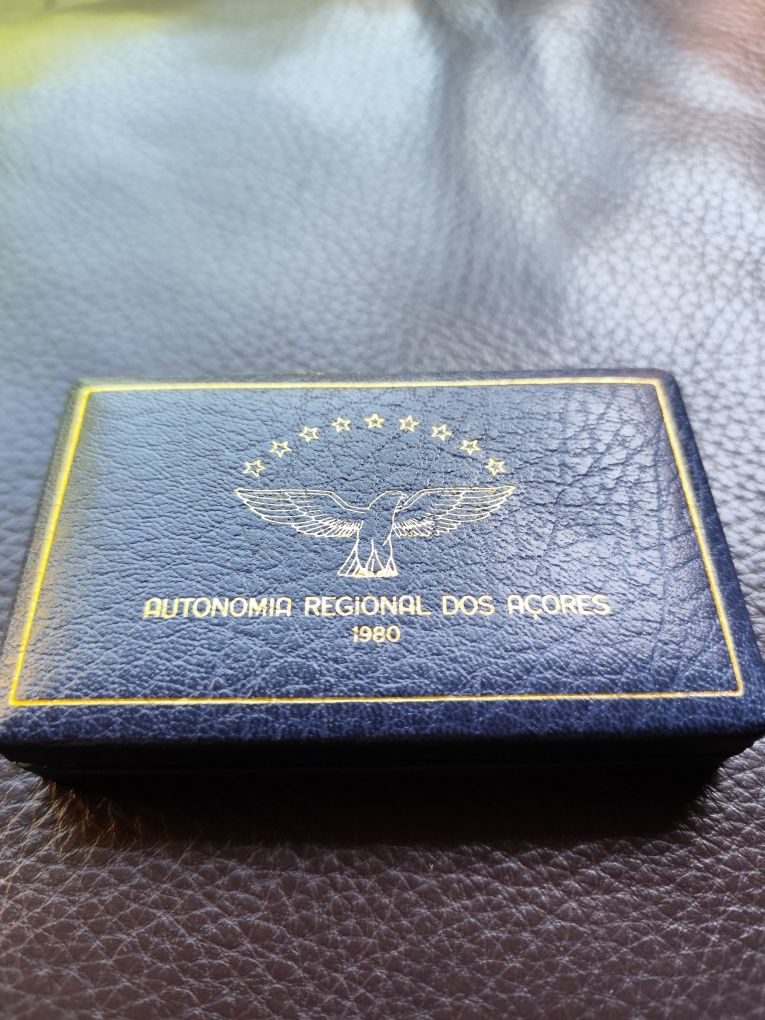 AUTONOMIA REGIONAL DOS AÇORES
1980